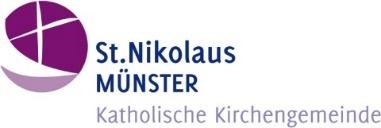 St.Nikolaus
MÜNSTER
Katholische Kirchengemeinde